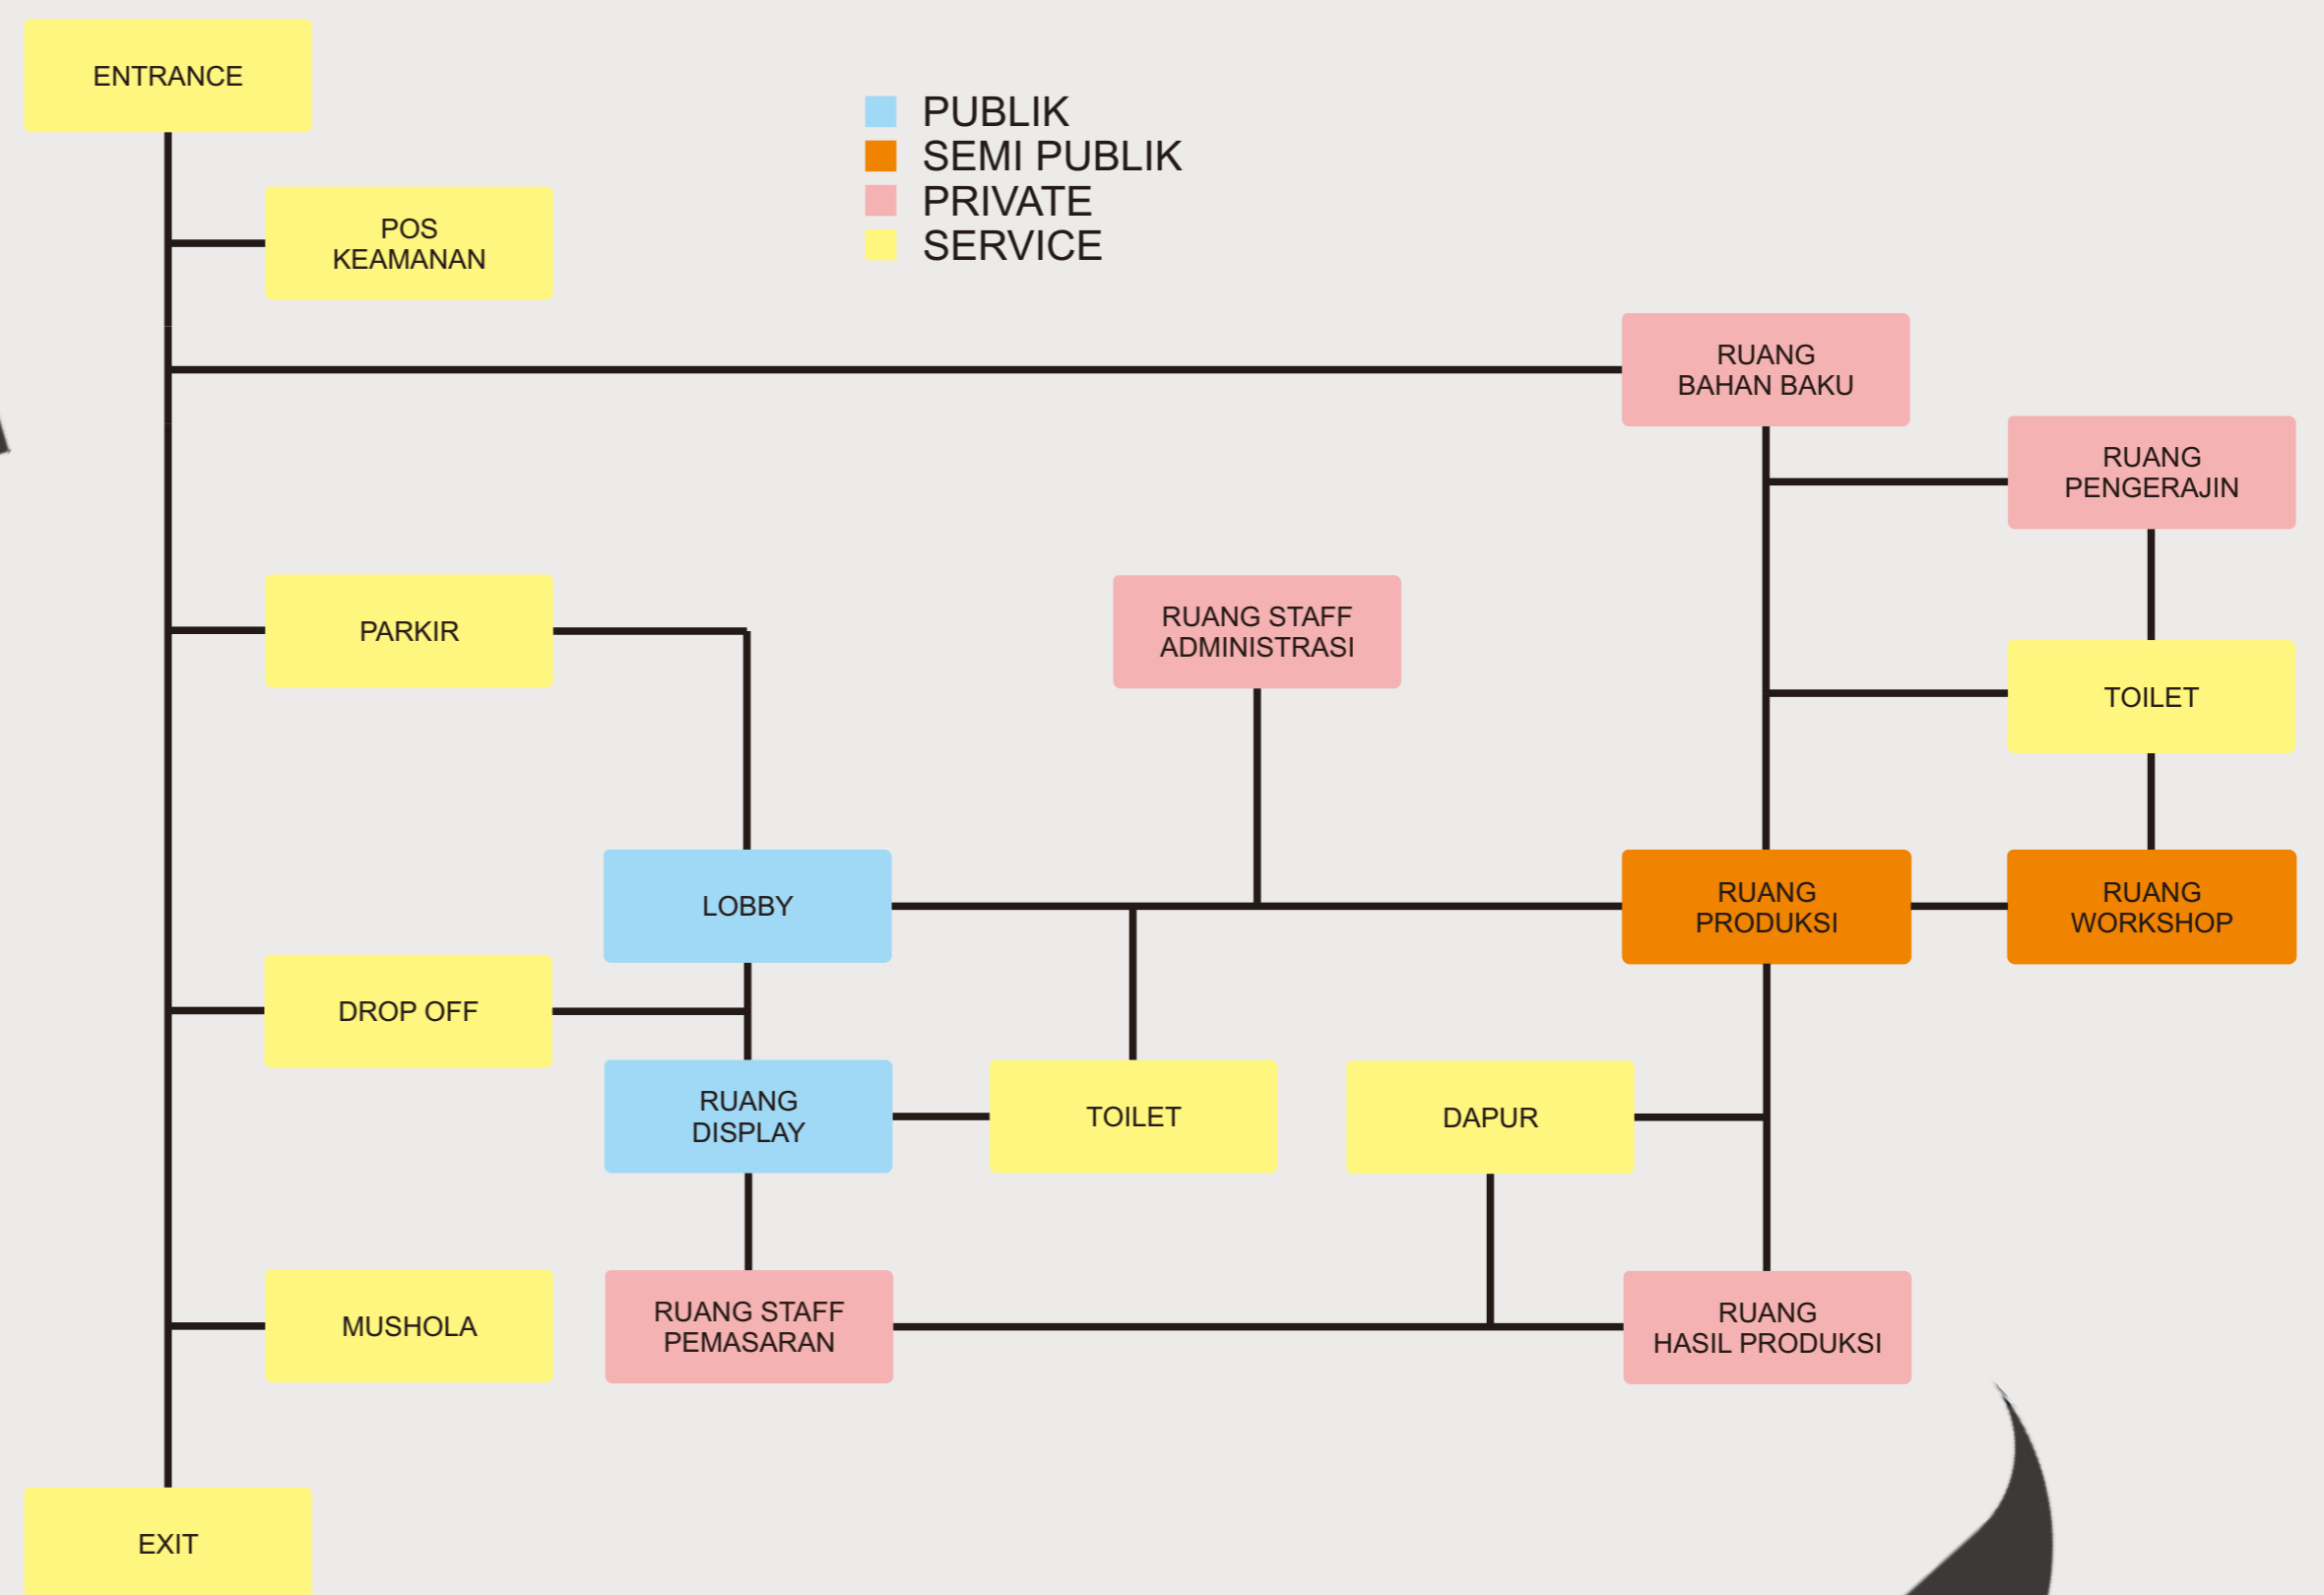 ENTRANCE
PUBLIK
SEMI PUBLIK
PRIVATE
SERVICE
POS
KEAMANAN
RUANG
BAHAN BAKU
RUANG
PENGERAJIN
PARKIR
RUANG STAFF
ADMINISTRASI
TOILET
LOBBY
RUANG
PRODUKSI
RUANG
WORKSHOP
DROP OFF
RUANG
DISPLAY
TOILET
DAPUR
MUSHOLA
RUANG STAFF
PEMASARAN
RUANG
HASIL PRODUKSI
EXIT